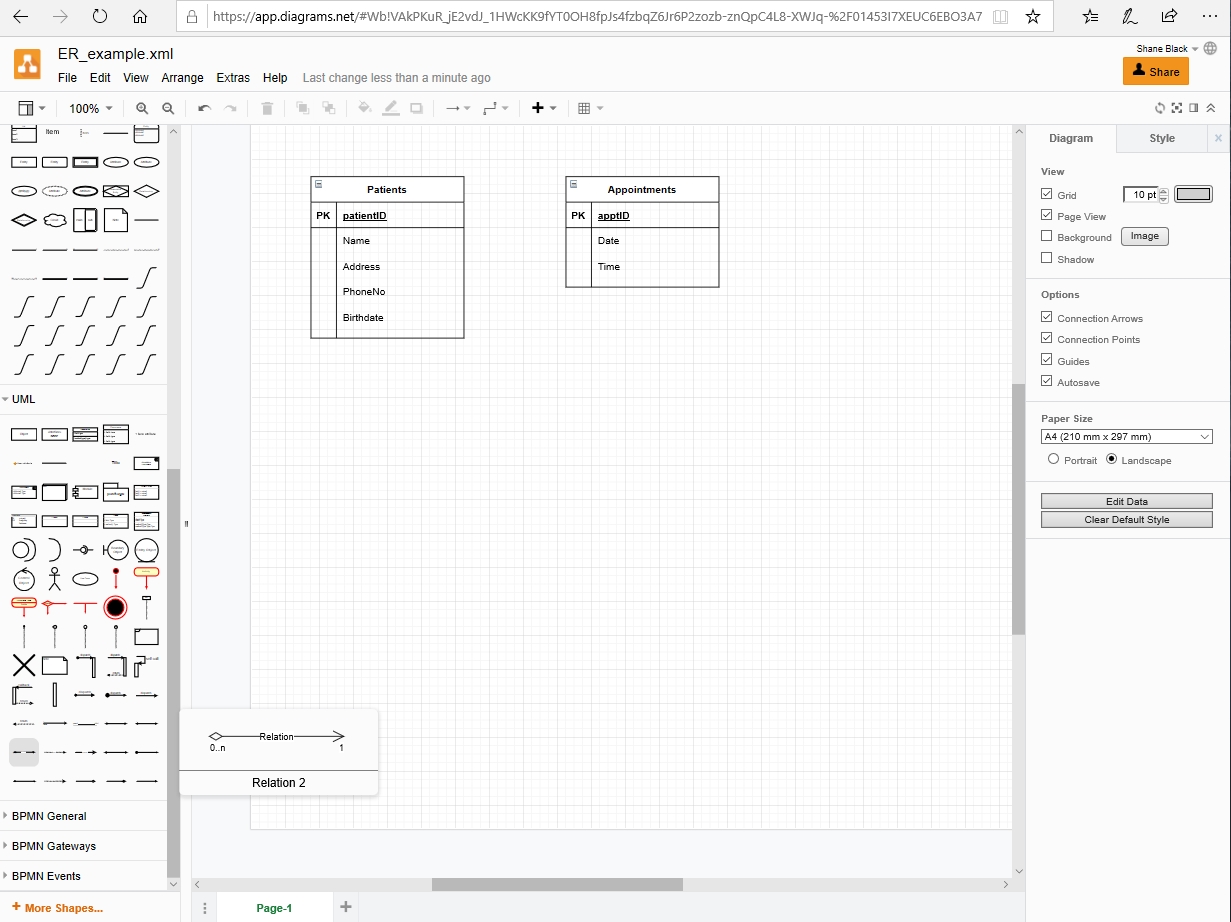 https://app.diagrams.net/#Wb!VAkPKuR_jE2vdJ_1HWcKK9fYT0OH8fpJs4fzbqZ6Jr6P2zozb-znQpC4L8-XWJq-%2F01453I7XEUC6EBO3A7
ER_example.xml
Shane Black
File Edit View Arrange Extras Help Last change less than a minute ago
Share
100%
Item
UML
BPMN General
BPMN Gateways
BPMN Events
+ More Shapes...
Patients
PK patientID
Name
Address
PhoneNo
Birthdate
Appointments
PK apptID
Date
Time
Relation
0..n 1
Relation 2
Page-1
Diagram Style
View
Grid 10 pt
Page View
Background Image
Shadow
Options
Connection Arrows
Connection Points
Guides
Autosave
Paper Size
A4 (210 mm x 297 mm)
Portrait Landscape
Edit Data
Clear Default Style